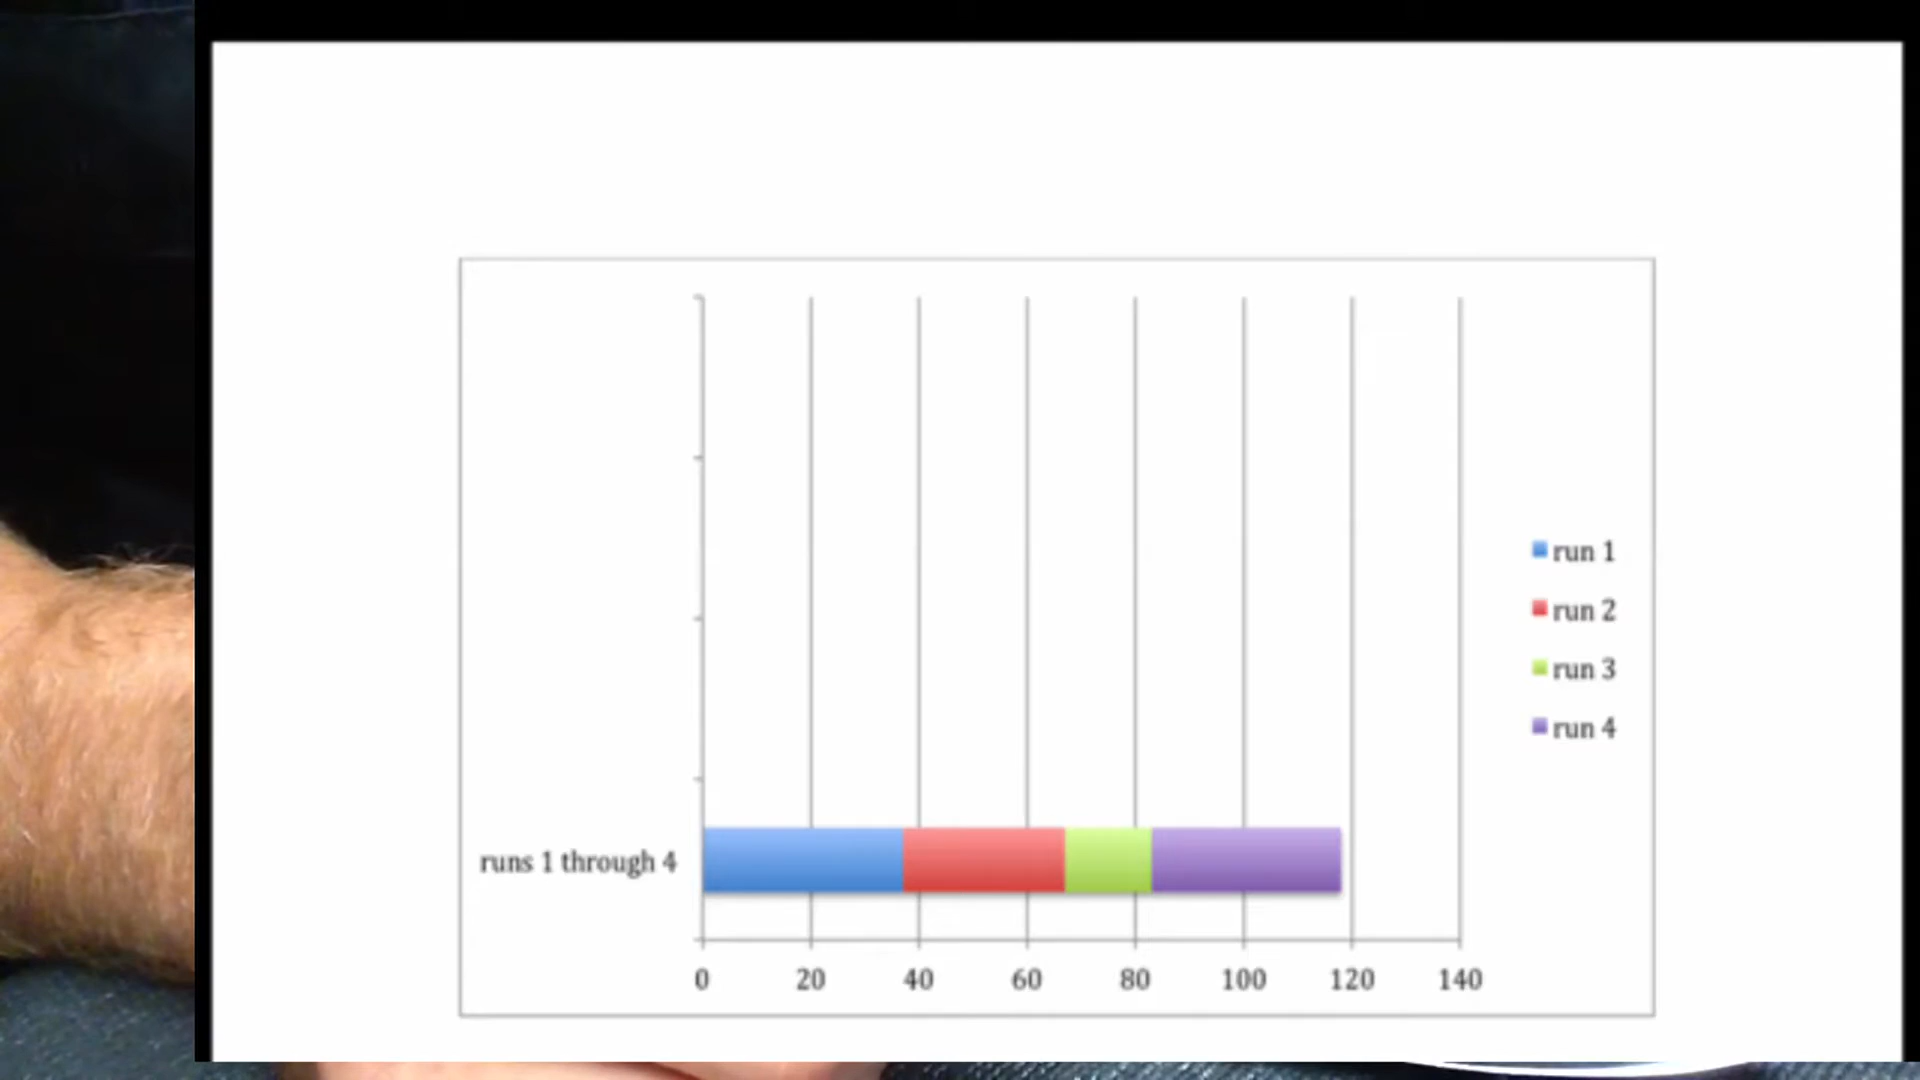 run 1
run 2
run 3
run 4
runs 1 through 4
0 20 40 60 80 100 120 140